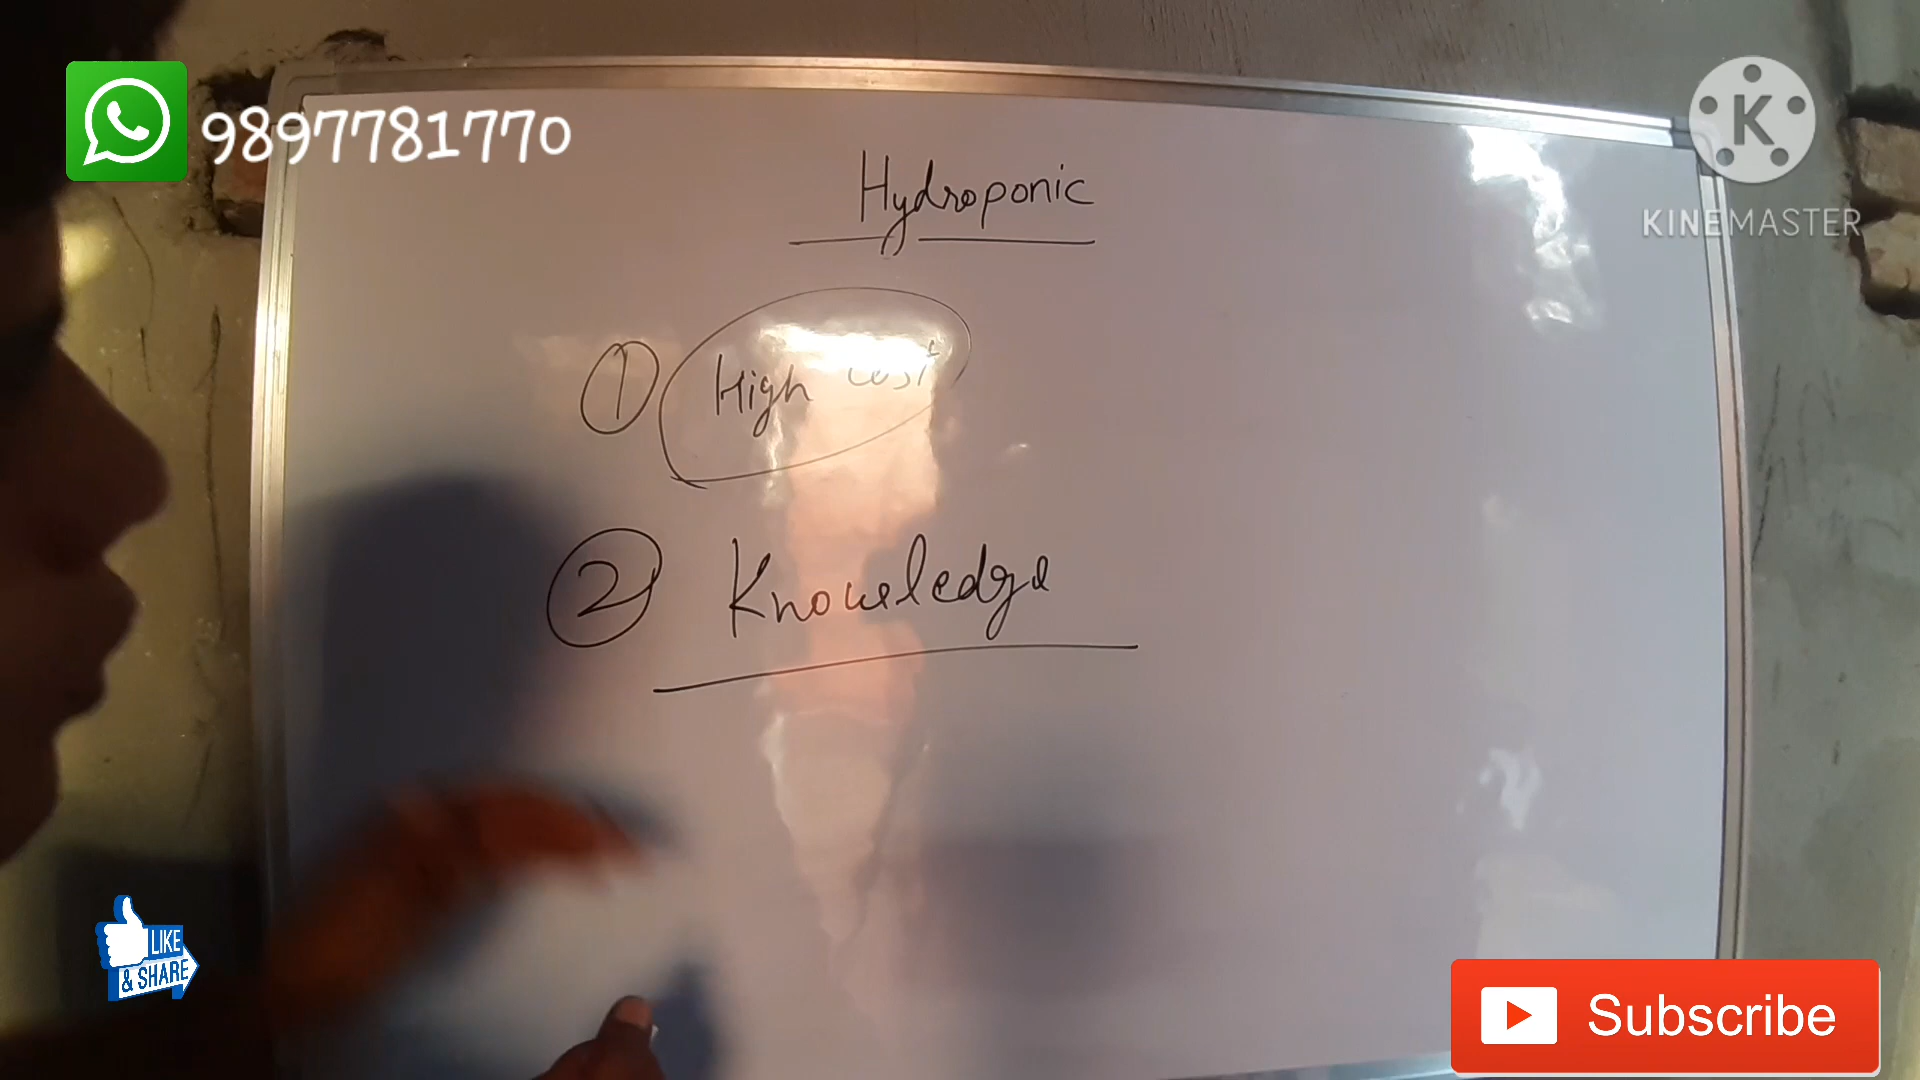 9897781770
K
KINEMASTER
Hydroponic
1 High cost
2 Knowledge
LIKE
& SHARE
Subscribe